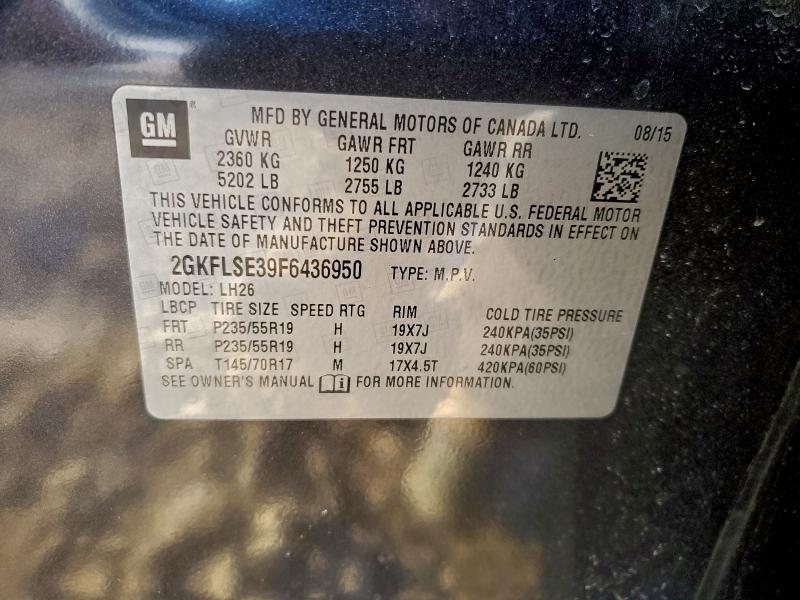 GM
MFD BY GENERAL MOTORS OF CANADA LTD. 08/15
GVWR GAWR FRT GAWR RR
2360 KG 1250 KG 1240 KG
5202 LB 2755 LB 2733 LB
THIS VEHICLE CONFORMS TO ALL APPLICABLE U.S. FEDERAL MOTOR
VEHICLE SAFETY AND THEFT PREVENTION STANDARDS IN EFFECT ON
THE DATE OF MANUFACTURE SHOWN ABOVE.
2GKFLSE39F6436950 TYPE: M.P.V.
MODEL: LH26
LBCP TIRE SIZE SPEED RTG RIM COLD TIRE PRESSURE
FRT P235/55R19 H 19X7J 240KPA(35PSI)
RR P235/55R19 H 19X7J 240KPA(35PSI)
SPA T145/70R17 M 17X4.5T 420KPA(60PSI)
SEE OWNER'S MANUAL FOR MORE INFORMATION.